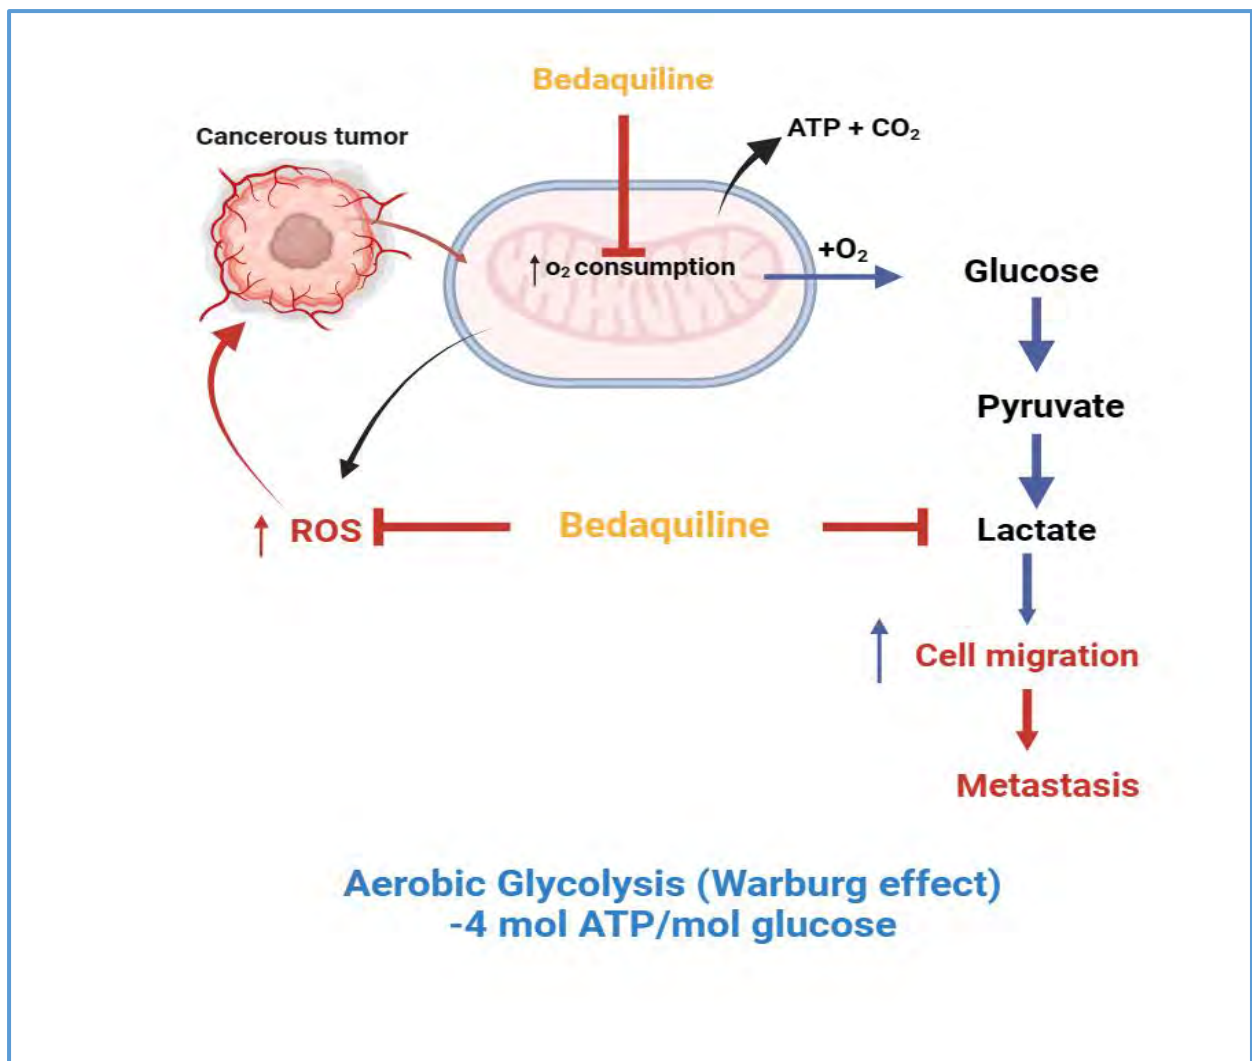 Bedaquiline
ATP + CO₂
Cancerous tumor
+O₂
↑ o₂ consumption
Glucose
Pyruvate
↑ ROS
Bedaquiline
Lactate
↑ Cell migration
Metastasis
Aerobic Glycolysis (Warburg effect)
-4 mol ATP/mol glucose